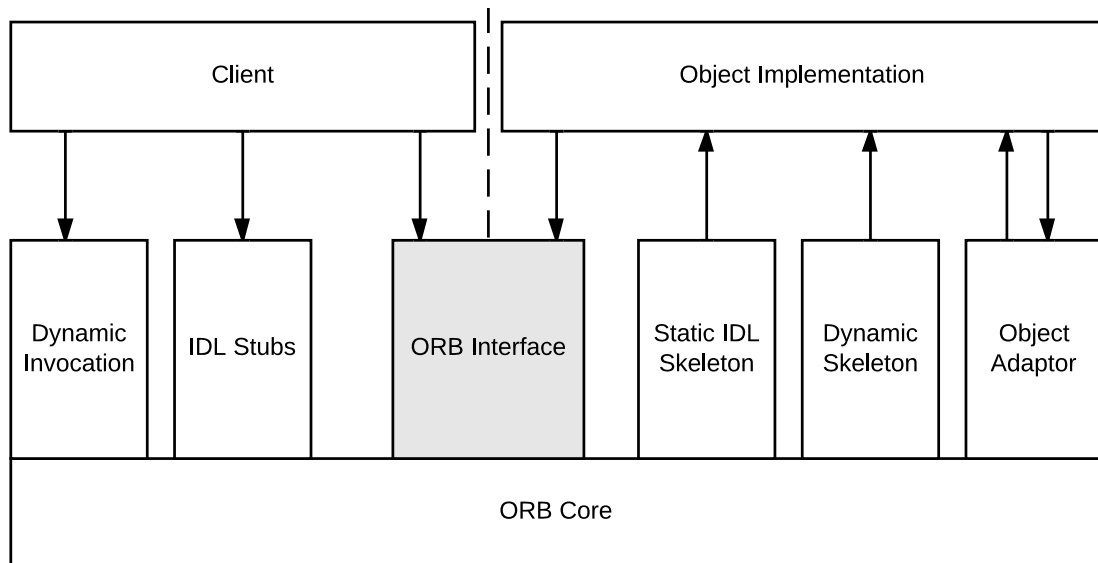 Client
Object Implementation
Dynamic
Invocation
IDL Stubs
ORB Interface
Static IDL
Skeleton
Dynamic
Skeleton
Object
Adaptor
ORB Core